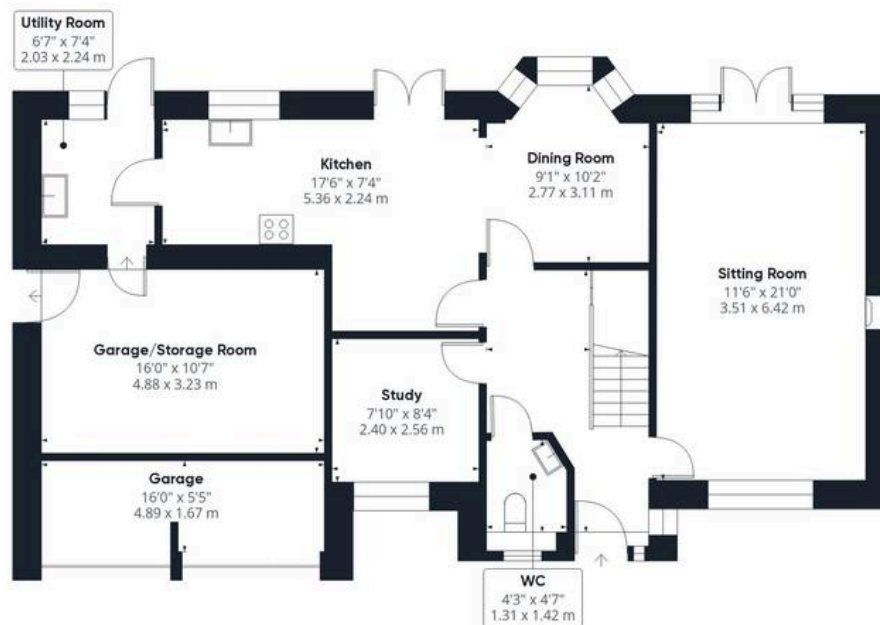 Utility Room
6'7" x 7'4"
2.03 x 2.24 m
Kitchen
17'6" x 7'4"
5.36 x 2.24 m
Dining Room
9'1" x 10'2"
2.77 x 3.11 m
Sitting Room
11'6" x 21'0"
3.51 x 6.42 m
Garage/Storage Room
16'0" x 10'7"
4.88 x 3.23 m
Study
7'10" x 8'4"
2.40 x 2.56 m
Garage
16'0" x 5'5"
4.89 x 1.67 m
WC
4'3" x 4'7"
1.31 x 1.42 m